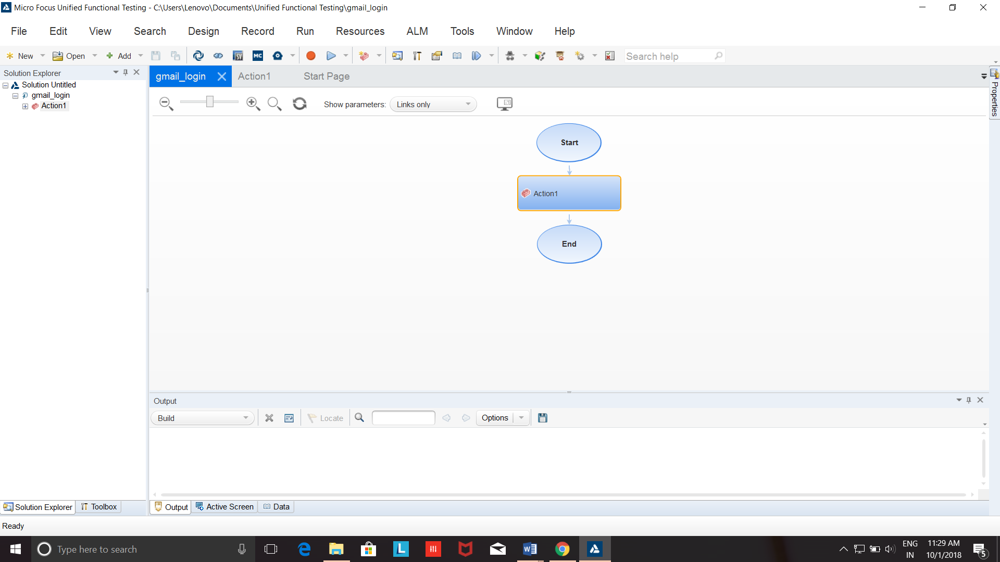 Micro Focus Unified Functional Testing - C:\Users\Lenovo\Documents\Unified Functional Testing\gmail_login
File Edit View Search Design Record Run Resources ALM Tools Window Help
New Open Add SV MC Search help
Solution Explorer
gmail_login Action1 Start Page
Properties
Solution Untitled
gmail_login
Action1
Show parameters: Links only
Start
Action1
End
Output
Build Locate Options
Solution Explorer Toolbox Output Active Screen Data
Ready
Type here to search
L
W
ENG
IN
11:29 AM
10/1/2018
5